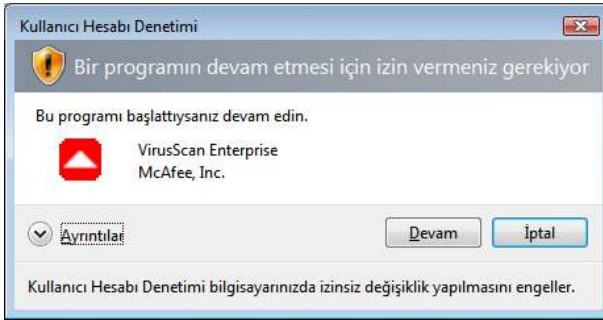 Kullanıcı Hesabı Denetimi
Bir programın devam etmesi için izin vermeniz gerekiyor
Bu programı başlattıysanız devam edin.
VirusScan Enterprise
McAfee, Inc.
Ayrıntılar
Devam
İptal
Kullanıcı Hesabı Denetimi bilgisayarınızda izinsiz değişiklik yapılmasını engeller.